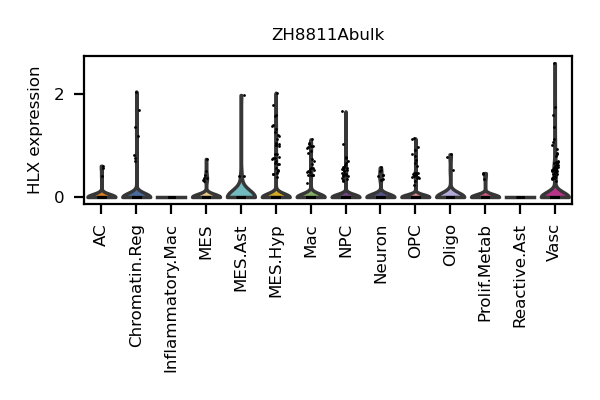 ZH8811Abulk
HLX expression
2
0
AC
Chromatin.Reg
Inflammatory.Mac
MES
MES.Ast
MES.Hyp
Mac
NPC
Neuron
OPC
Oligo
Prolif.Metab
Reactive.Ast
Vasc